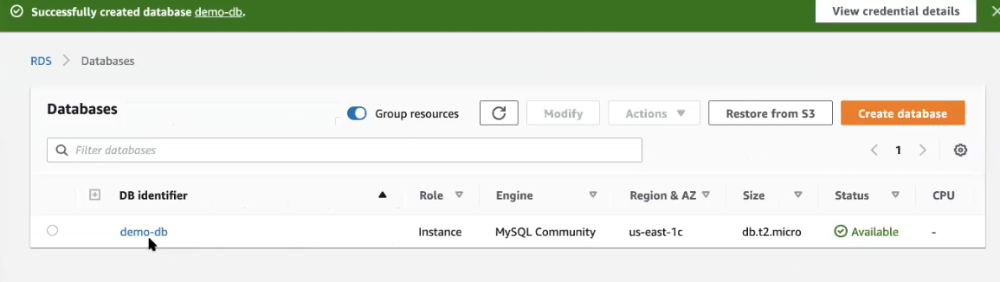 Successfully created database demo-db.
View credential details
RDS > Databases
Databases
Group resources
Modify
Actions
Restore from S3
Create database
Filter databases
1
DB identifier Role Engine Region & AZ Size Status CPU
demo-db Instance MySQL Community us-east-1c db.t2.micro Available -